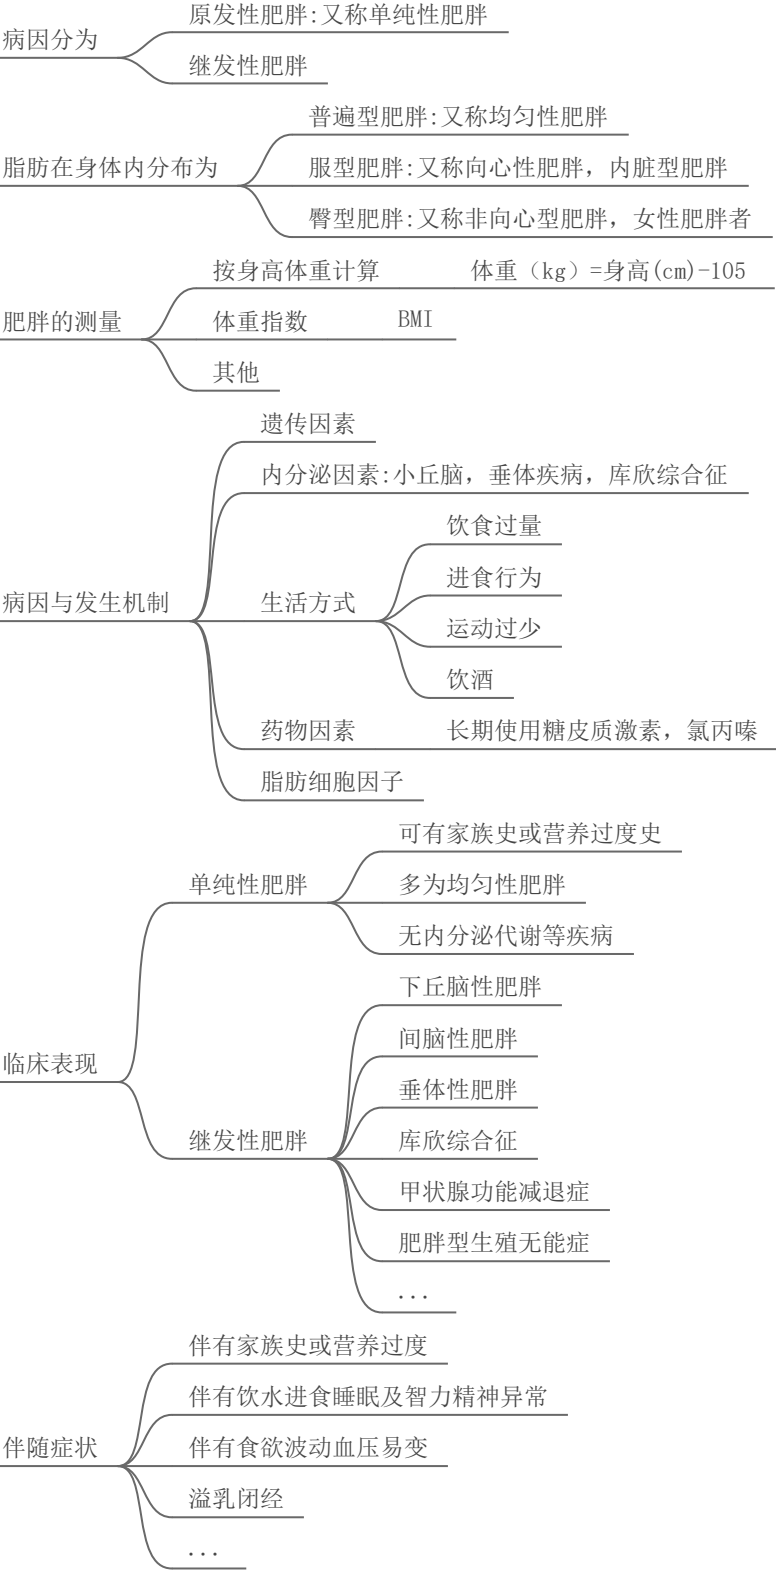 病因分为
原发性肥胖:又称单纯性肥胖
继发性肥胖
脂肪在身体内分布为
普遍型肥胖:又称均匀性肥胖
服型肥胖:又称向心性肥胖，内脏型肥胖
臀型肥胖:又称非向心型肥胖，女性肥胖者
肥胖的测量
按身高体重计算 体重（kg）=身高(cm)-105
体重指数 BMI
其他
病因与发生机制
遗传因素
内分泌因素:小丘脑，垂体疾病，库欣综合征
生活方式
饮食过量
进食行为
运动过少
饮酒
药物因素 长期使用糖皮质激素，氯丙嗪
脂肪细胞因子
临床表现
单纯性肥胖
可有家族史或营养过度史
多为均匀性肥胖
无内分泌代谢等疾病
继发性肥胖
下丘脑性肥胖
间脑性肥胖
垂体性肥胖
库欣综合征
甲状腺功能减退症
肥胖型生殖无能症
...
伴随症状
伴有家族史或营养过度
伴有饮水进食睡眠及智力精神异常
伴有食欲波动血压易变
溢乳闭经
...